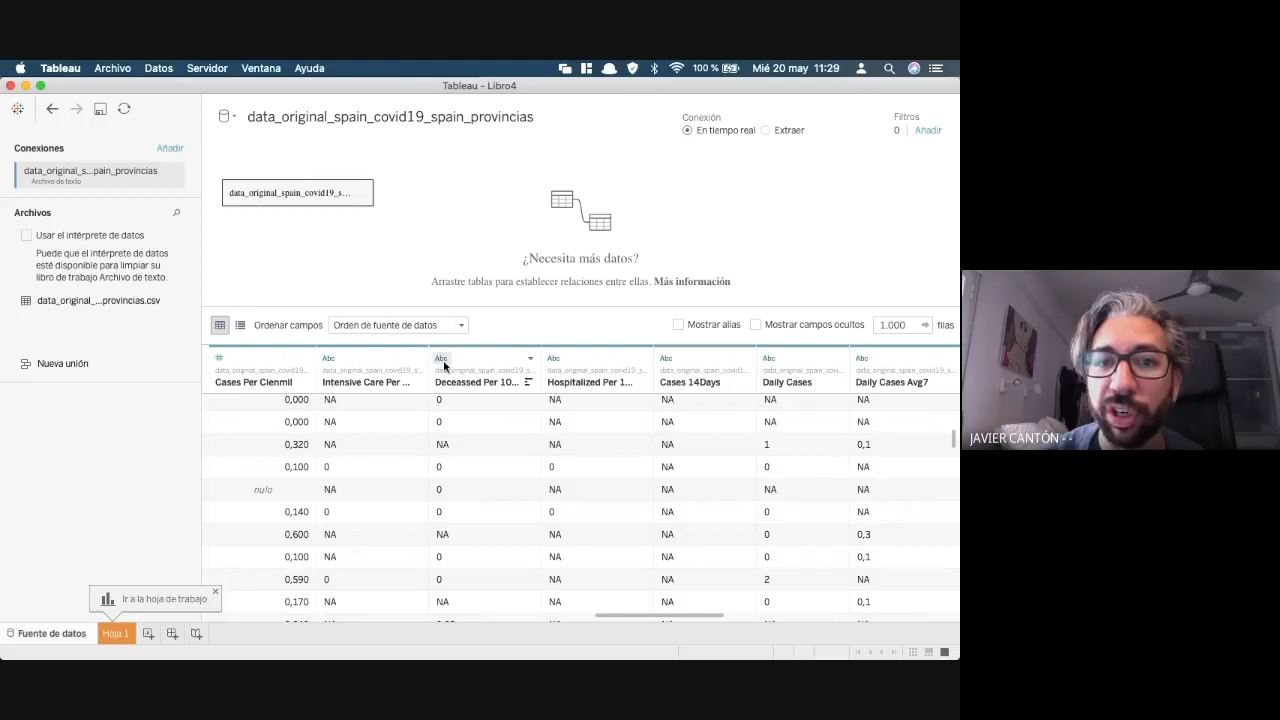 Tableau Archivo Datos Servidor Ventana Ayuda 100 % Mié 20 may 11:29
Tableau - Libro4
data_original_spain_covid19_spain_provincias
Conexión
En tiempo real Extraer
Filtros
0 | Añadir
Conexiones Añadir
data_original_s...pain_provincias
Archivo de texto
Archivos
Usar el intérprete de datos
Puede que el intérprete de datos
esté disponible para limpiar su
libro de trabajo Archivo de texto.
data_original_...provincias.csv
Nueva unión
data_original_spain_covid19_s...
¿Necesita más datos?
Arrastre tablas para establecer relaciones entre ellas. Más información
Ordenar campos Orden de fuente de datos Mostrar alias Mostrar campos ocultos 1.000 filas
# Abc Abc Abc Abc Abc Abc
data_original_spain_covid19... data_original_spain_covid19_s... data_original_spain_covid19_s... data_original_spain_covid19_s... data_original_spain_covid1... data_original_spain_c... data_original_spain_covid19_s...
Cases Per Cienmil Intensive Care Per ... Deceassed Per 10... Hospitalized Per 1... Cases 14Days Daily Cases Daily Cases Avg7
0,000 NA 0 NA NA NA NA
0,000 NA 0 NA NA NA NA
0,320 NA NA NA NA 1 0,1
0,100 0 0 0 NA 0 NA
nulo NA 0 NA NA NA NA
0,140 0 0 0 NA 0 NA
0,600 NA NA NA NA 0 0,3
0,100 NA 0 NA NA 0 0,1
0,590 0 0 NA NA 2 NA
0,170 NA NA NA NA 0 0,1
Ir a la hoja de trabajo
Fuente de datos Hoja 1
JAVIER CANTÓN - -